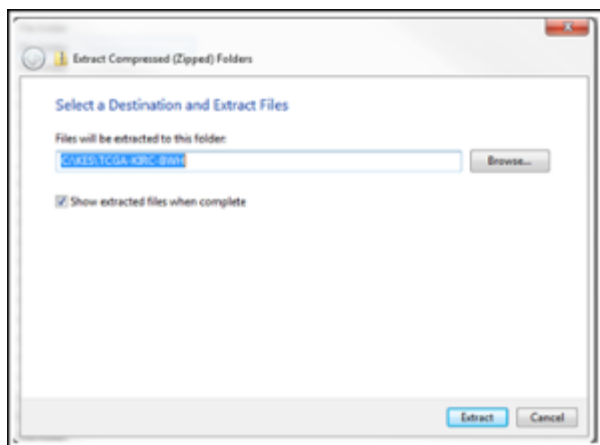 Extract Compressed (Zipped) Folders
Select a Destination and Extract Files
Files will be extracted to this folder:
C:\KES\TCGA-KIRC-BWH
Browse...
Show extracted files when complete
Extract
Cancel